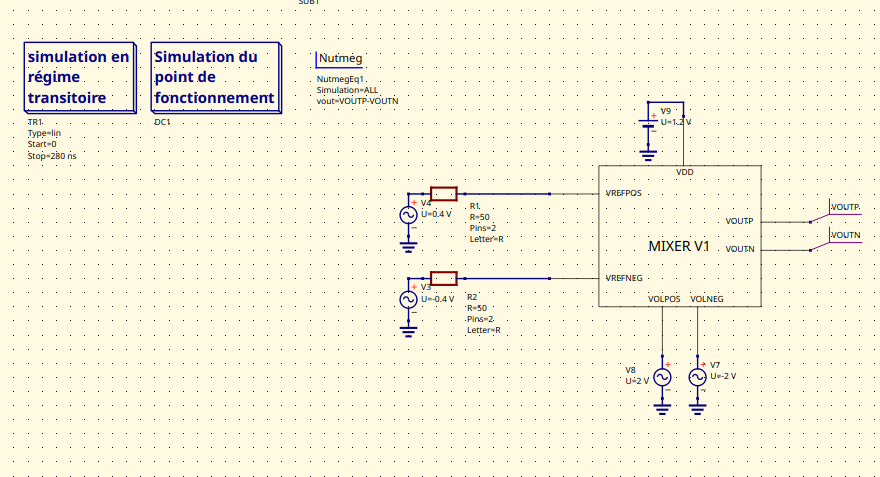 SUB1
simulation en
régime
transitoire
TR1
Type=lin
Start=0
Stop=280 ns
Simulation du
point de
fonctionnement
DC1
Nutmeg
NutmegEq1
Simulation=ALL
vout=VOUTP-VOUTN
+
V9
U=1.2 V
−
VDD
VREFPOS
VREFNEG
MIXER V1
VOUTP
VOUTN
VOLPOS
VOLNEG
VOUTP
VOUTN
+
V4
U=0.4 V
−
R1
R=50
Pins=2
Letter=R
+
V3
U=-0.4 V
−
R2
R=50
Pins=2
Letter=R
V8
U=2 V
+
−
V7
U=-2 V
+
−